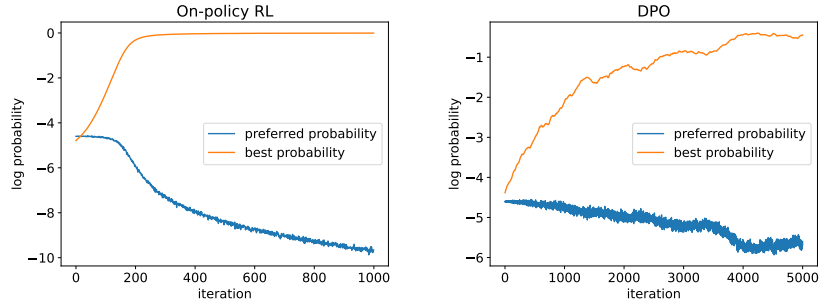 On-policy RL
0
−2
−4
−6
−8
−10
log probability
preferred probability
best probability
0 200 400 600 800 1000
iteration
DPO
−1
−2
−3
−4
−5
−6
log probability
preferred probability
best probability
0 1000 2000 3000 4000 5000
iteration